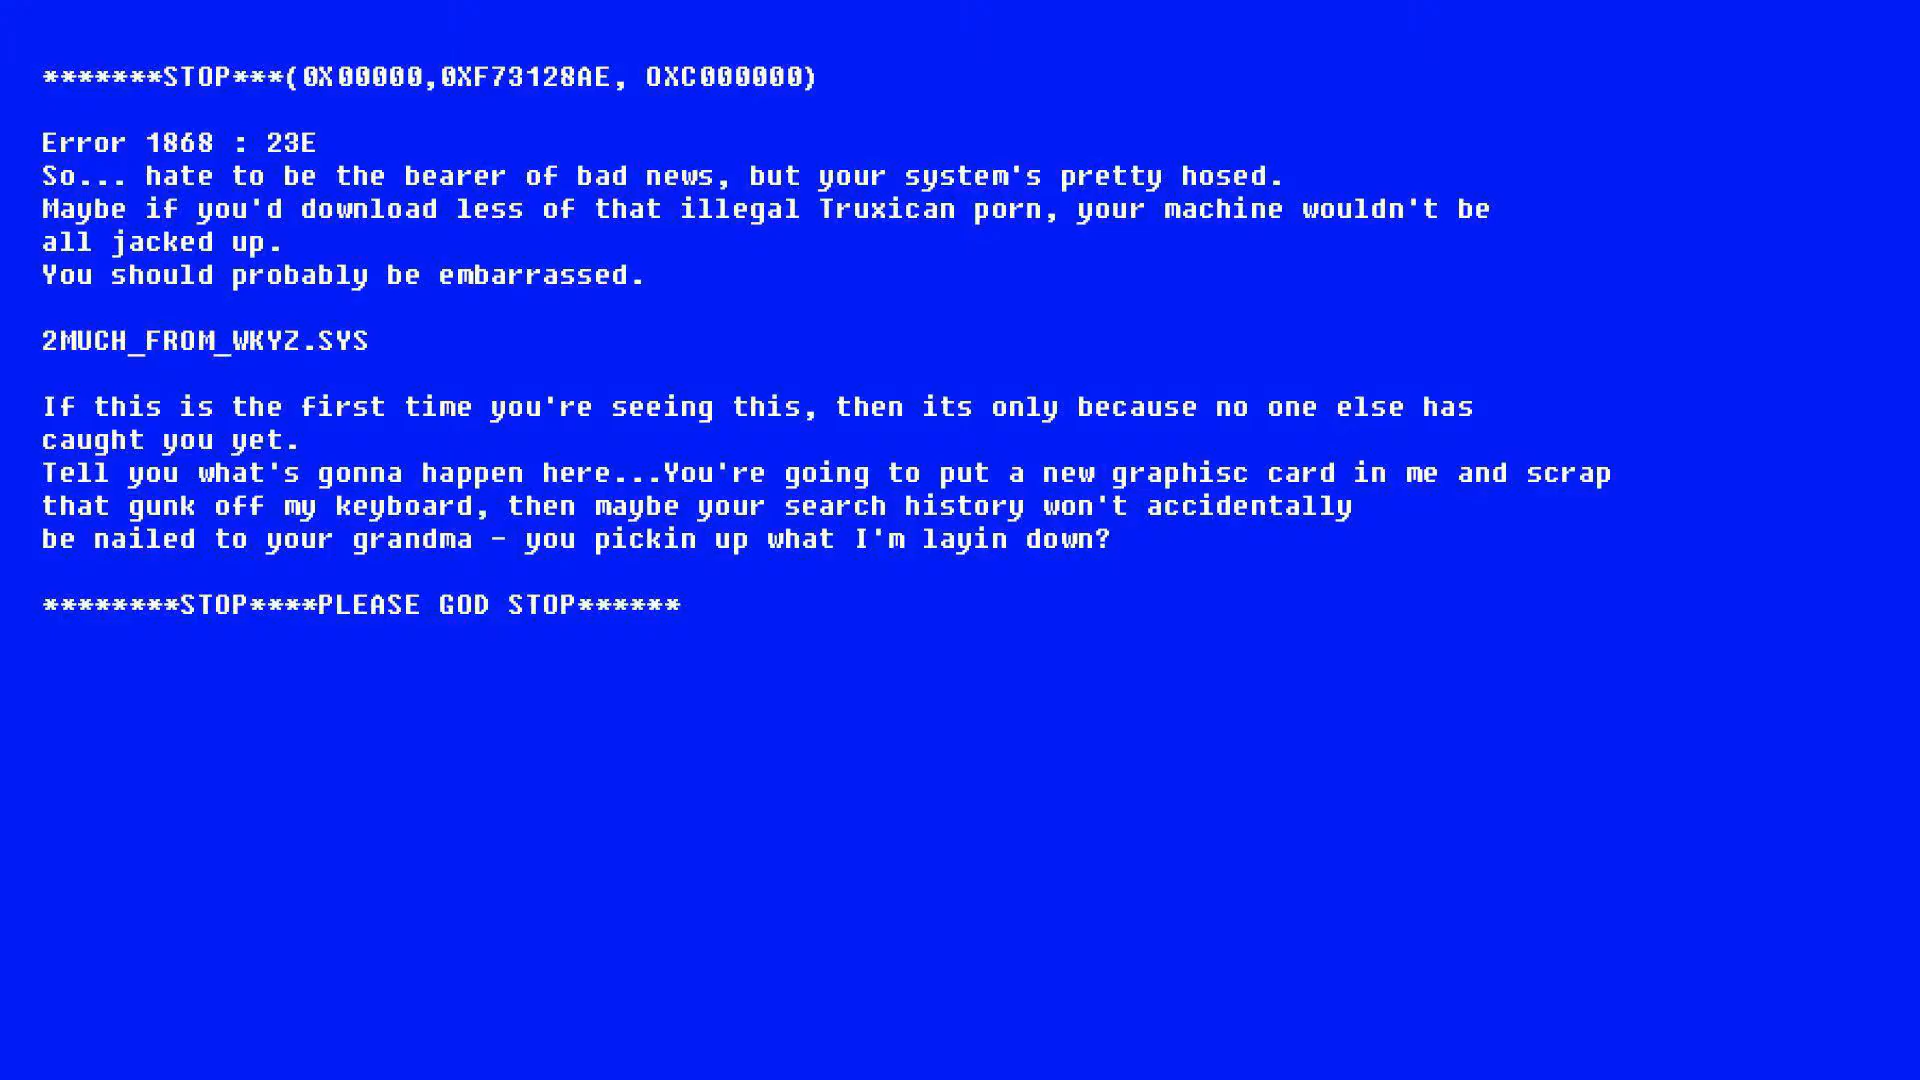 *******STOP***(0X00000,0XF73128AE, OXC000000)
Error 1868 : 23E
So... hate to be the bearer of bad news, but your system's pretty hosed.
Maybe if you'd download less of that illegal Truxican porn, your machine wouldn't be
all jacked up.
You should probably be embarrassed.
2MUCH_FROM_WKYZ.SYS
If this is the first time you're seeing this, then its only because no one else has
caught you yet.
Tell you what's gonna happen here...You're going to put a new graphisc card in me and scrap
that gunk off my keyboard, then maybe your search history won't accidentally
be nailed to your grandma - you pickin up what I'm layin down?
********STOP****PLEASE GOD STOP******